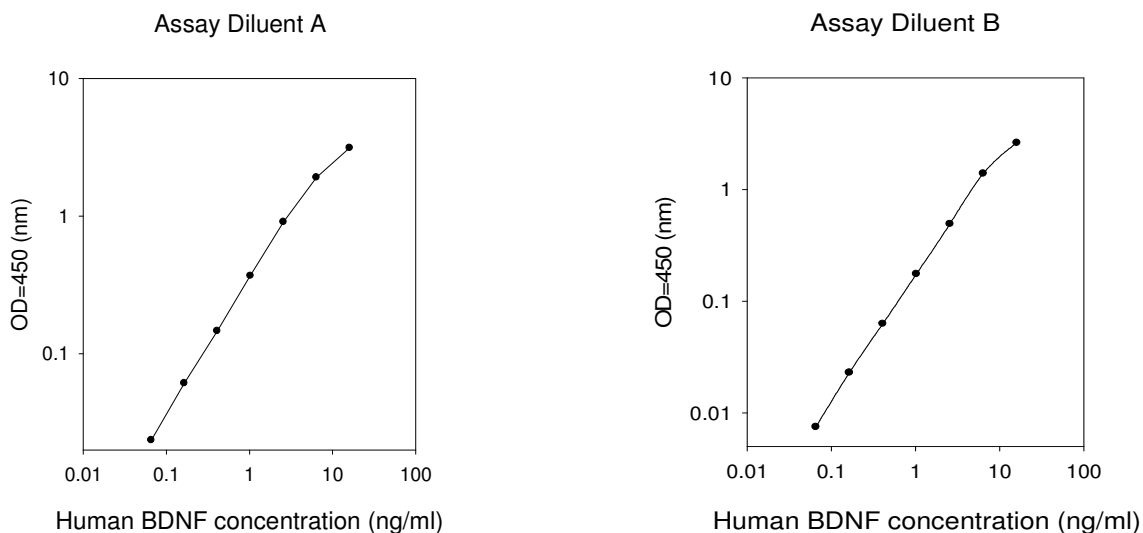 Assay Diluent A
10
1
0.1
OD=450 (nm)
0.01 0.1 1 10 100
Human BDNF concentration (ng/ml)
Assay Diluent B
10
1
0.1
0.01
OD=450 (nm)
0.01 0.1 1 10 100
Human BDNF concentration (ng/ml)